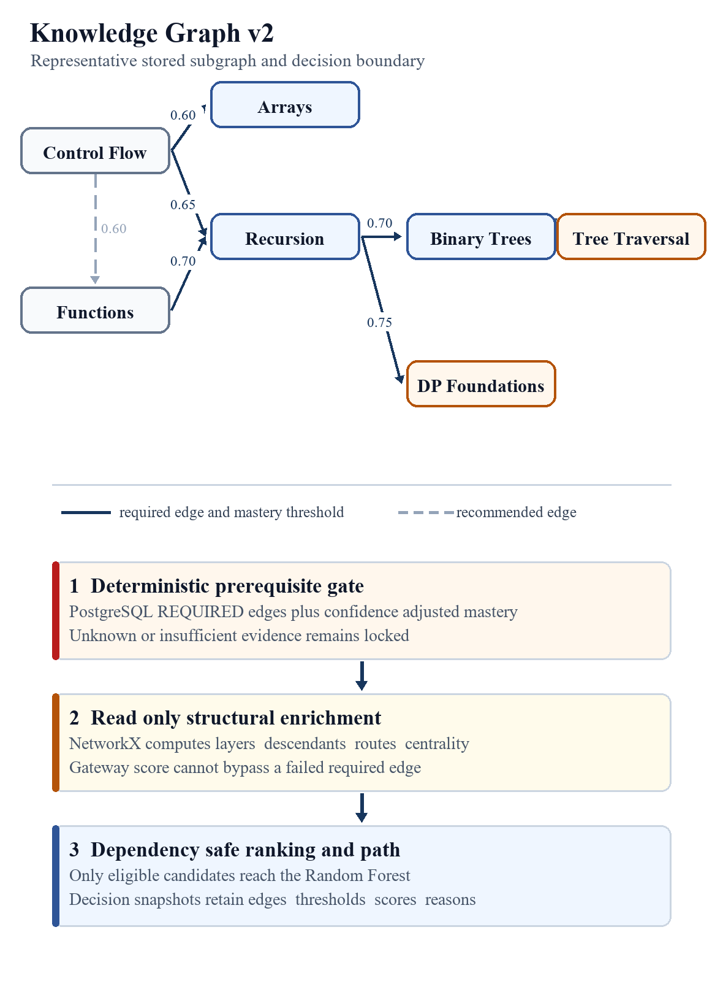 Knowledge Graph v2
Representative stored subgraph and decision boundary
Arrays
0.60
Control Flow
0.65
0.60
Recursion
0.70
Binary Trees
Tree Traversal
0.70
Functions
0.75
DP Foundations
required edge and mastery threshold
recommended edge
1 Deterministic prerequisite gate
PostgreSQL REQUIRED edges plus confidence adjusted mastery
Unknown or insufficient evidence remains locked
2 Read only structural enrichment
NetworkX computes layers descendants routes centrality
Gateway score cannot bypass a failed required edge
3 Dependency safe ranking and path
Only eligible candidates reach the Random Forest
Decision snapshots retain edges thresholds scores reasons